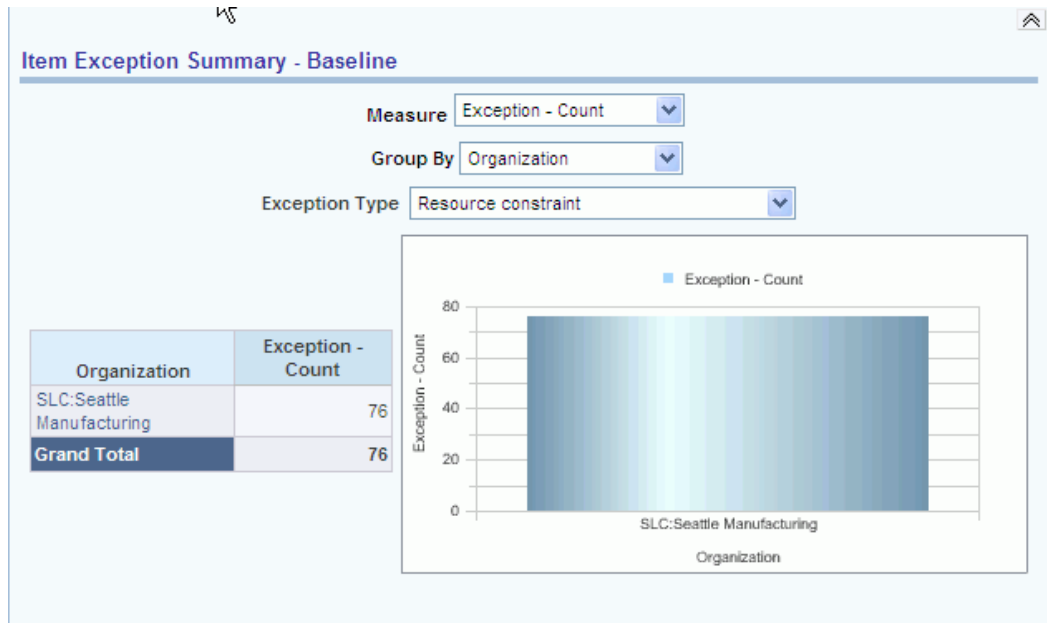 Item Exception Summary - Baseline
Measure Exception - Count
Group By Organization
Exception Type Resource constraint
Organization Exception -
Count
SLC:Seattle
Manufacturing
76
Grand Total 76
Exception - Count
Exception - Count
80
60
40
20
0
SLC:Seattle Manufacturing
Organization